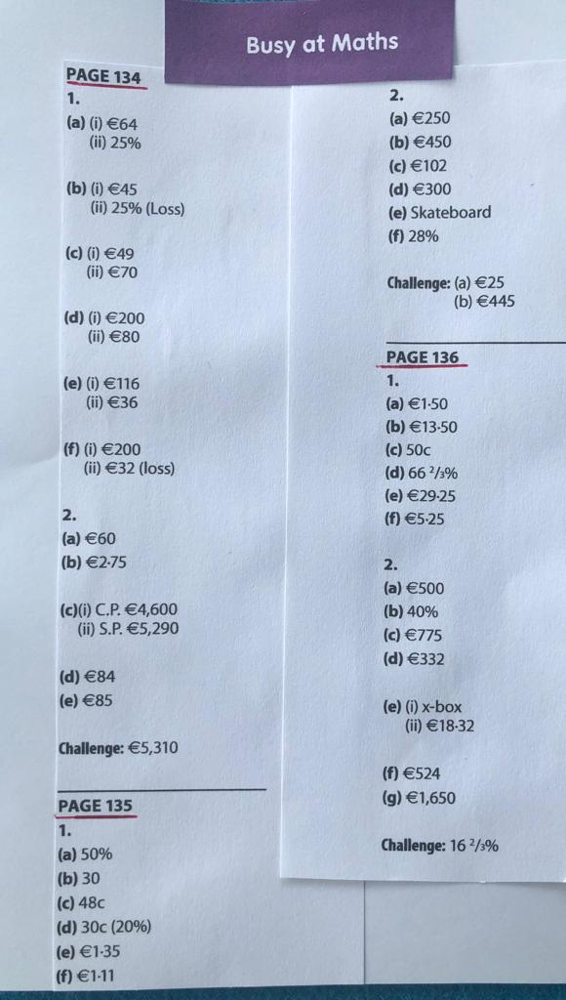 Busy at Maths
PAGE 134
1.
(a) (i) €64
(ii) 25%
(b) (i) €45
(ii) 25% (Loss)
(c) (i) €49
(ii) €70
(d) (i) €200
(ii) €80
(e) (i) €116
(ii) €36
(f) (i) €200
(ii) €32 (loss)
2.
(a) €60
(b) €2·75
(c)(i) C.P. €4,600
(ii) S.P. €5,290
(d) €84
(e) €85
Challenge: €5,310
PAGE 135
1.
(a) 50%
(b) 30
(c) 48c
(d) 30c (20%)
(e) €1·35
(f) €1·11
2.
(a) €250
(b) €450
(c) €102
(d) €300
(e) Skateboard
(f) 28%
Challenge: (a) €25
(b) €445
PAGE 136
1.
(a) €1·50
(b) €13·50
(c) 50c
(d) 66 ²/₃%
(e) €29·25
(f) €5·25
2.
(a) €500
(b) 40%
(c) €775
(d) €332
(e) (i) x-box
(ii) €18·32
(f) €524
(g) €1,650
Challenge: 16 ²/₃%